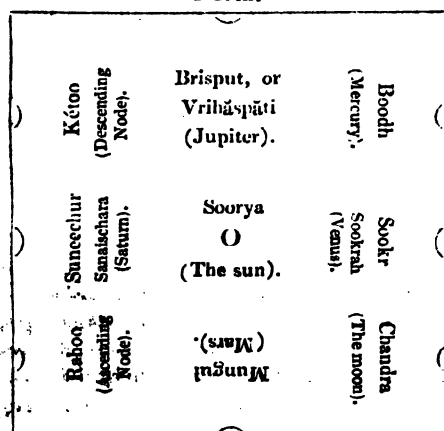 Kétoo
(Descending
Node).
Brisput, or
Vrihăspăti
(Jupiter).
Boodh
(Mercury).
Suneechur
Sanaischara
(Saturn).
Soorya
(The sun).
Sookr
Sookrah
(Venus).
Rahoo
(Ascending
Node).
Mungul
(Mars).
Chandra
(The moon).